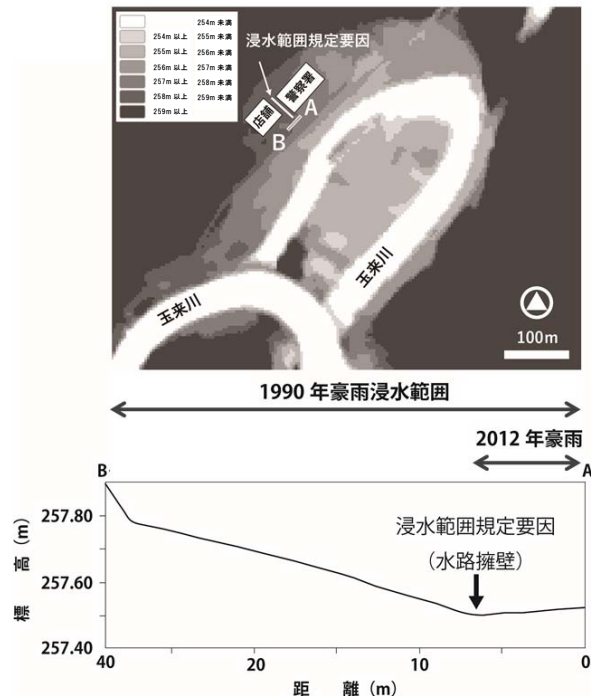 254m 未満
254m 以上 255m 未満
255m 以上 256m 未満
256m 以上 257m 未満
257m 以上 258m 未満
258m 以上 259m 未満
259m 以上
浸水範囲規定要因
警察署
店舗
A
B
玉来川
玉来川
100m
1990 年豪雨浸水範囲
2012 年豪雨
B
A
257.80
257.60
257.40
標 高 (m)
浸水範囲規定要因
(水路擁壁)
40
20
10
5
0
距 離 (m)